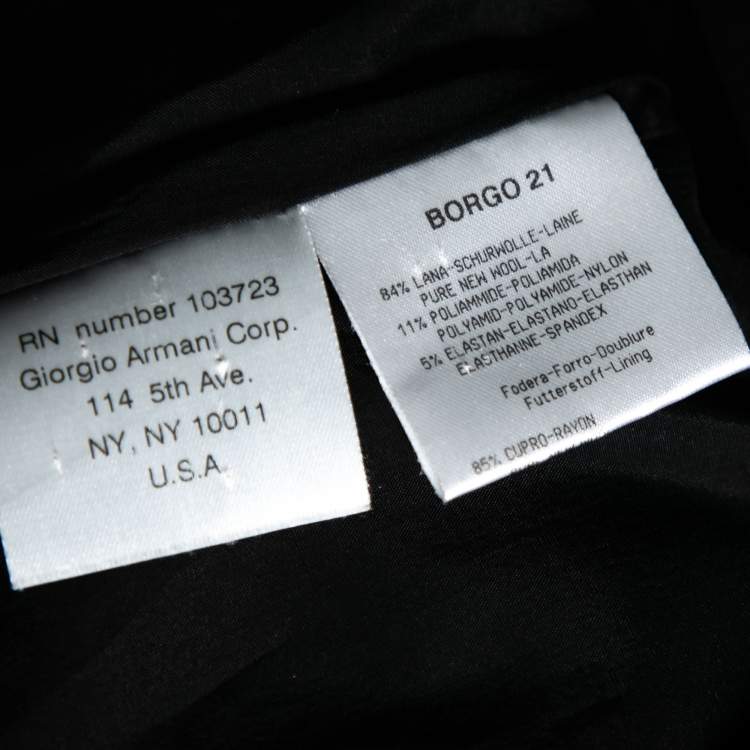 RN number 103723
Giorgio Armani Corp.
114 5th Ave.
NY, NY 10011
U.S.A.
BORGO 21
84% LANA-SCHURWOLLE-LAINE
PURE NEW WOOL-LA
11% POLIAMMIDE-POLIAMIDA
POLYAMID-POLYAMIDE-NYLON
5% ELASTAN-ELASTANO-ELASTHAN
ELASTHANNE-SPANDEX
Fodera-Forro-Doublure
Futterstoff-Lining
85% CUPRO-RAYON